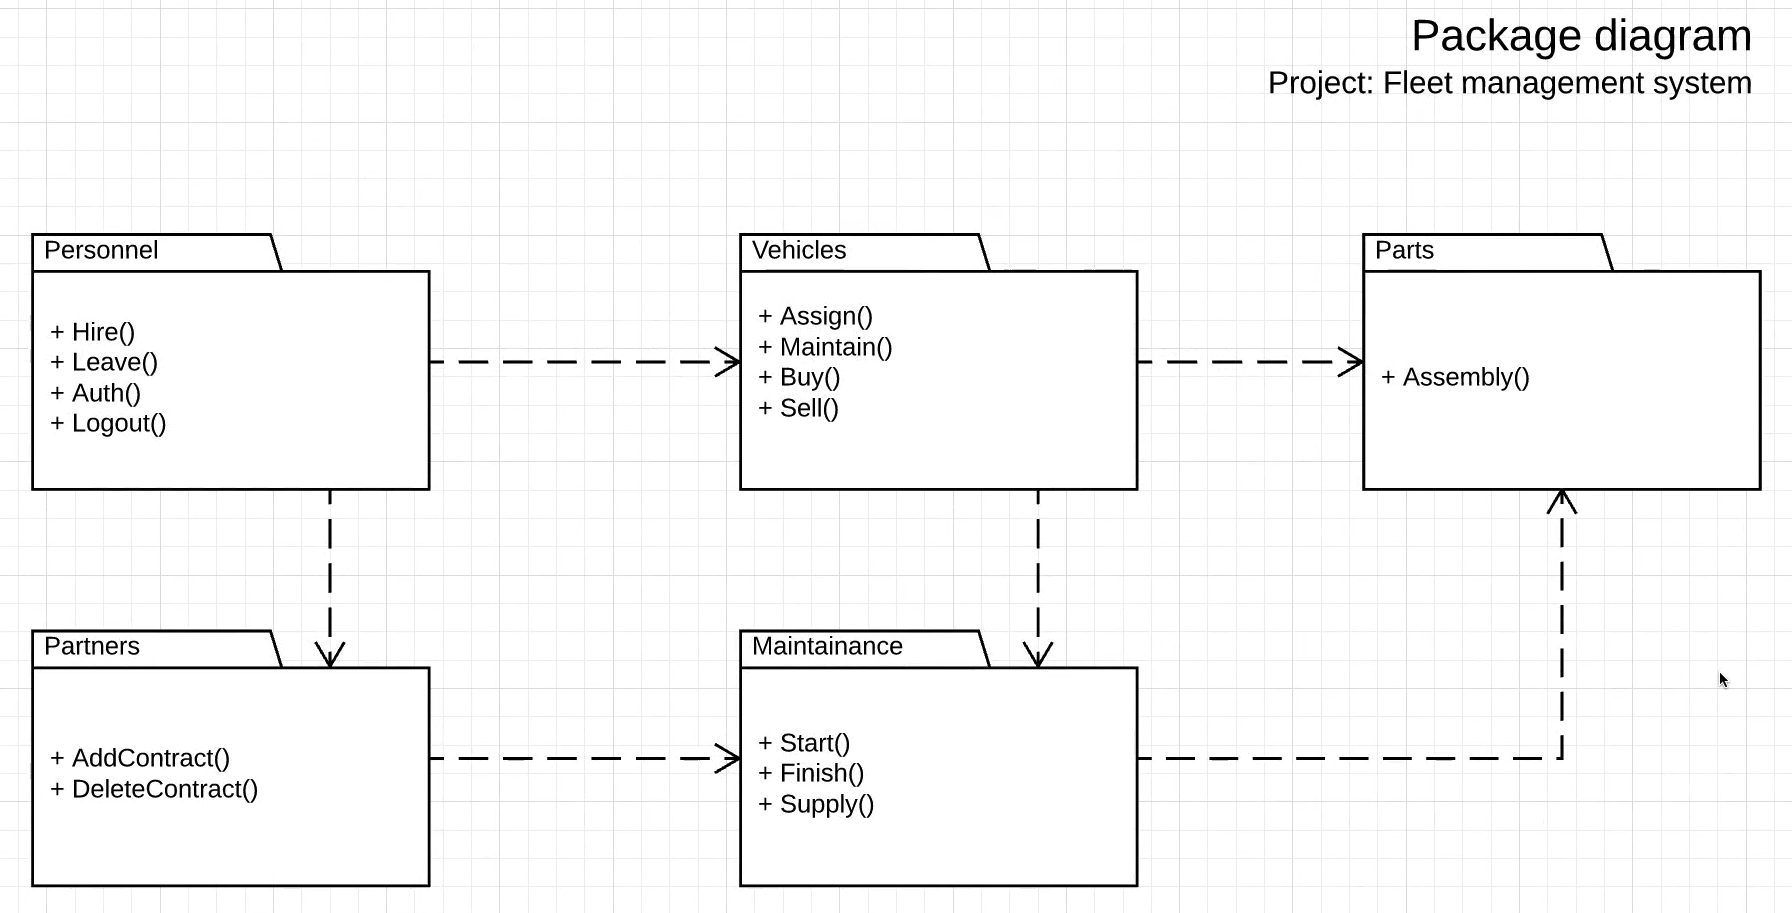 Package diagram
Project: Fleet management system
Personnel
+ Hire()
+ Leave()
+ Auth()
+ Logout()
Vehicles
+ Assign()
+ Maintain()
+ Buy()
+ Sell()
Parts
+ Assembly()
Partners
+ AddContract()
+ DeleteContract()
Maintainance
+ Start()
+ Finish()
+ Supply()